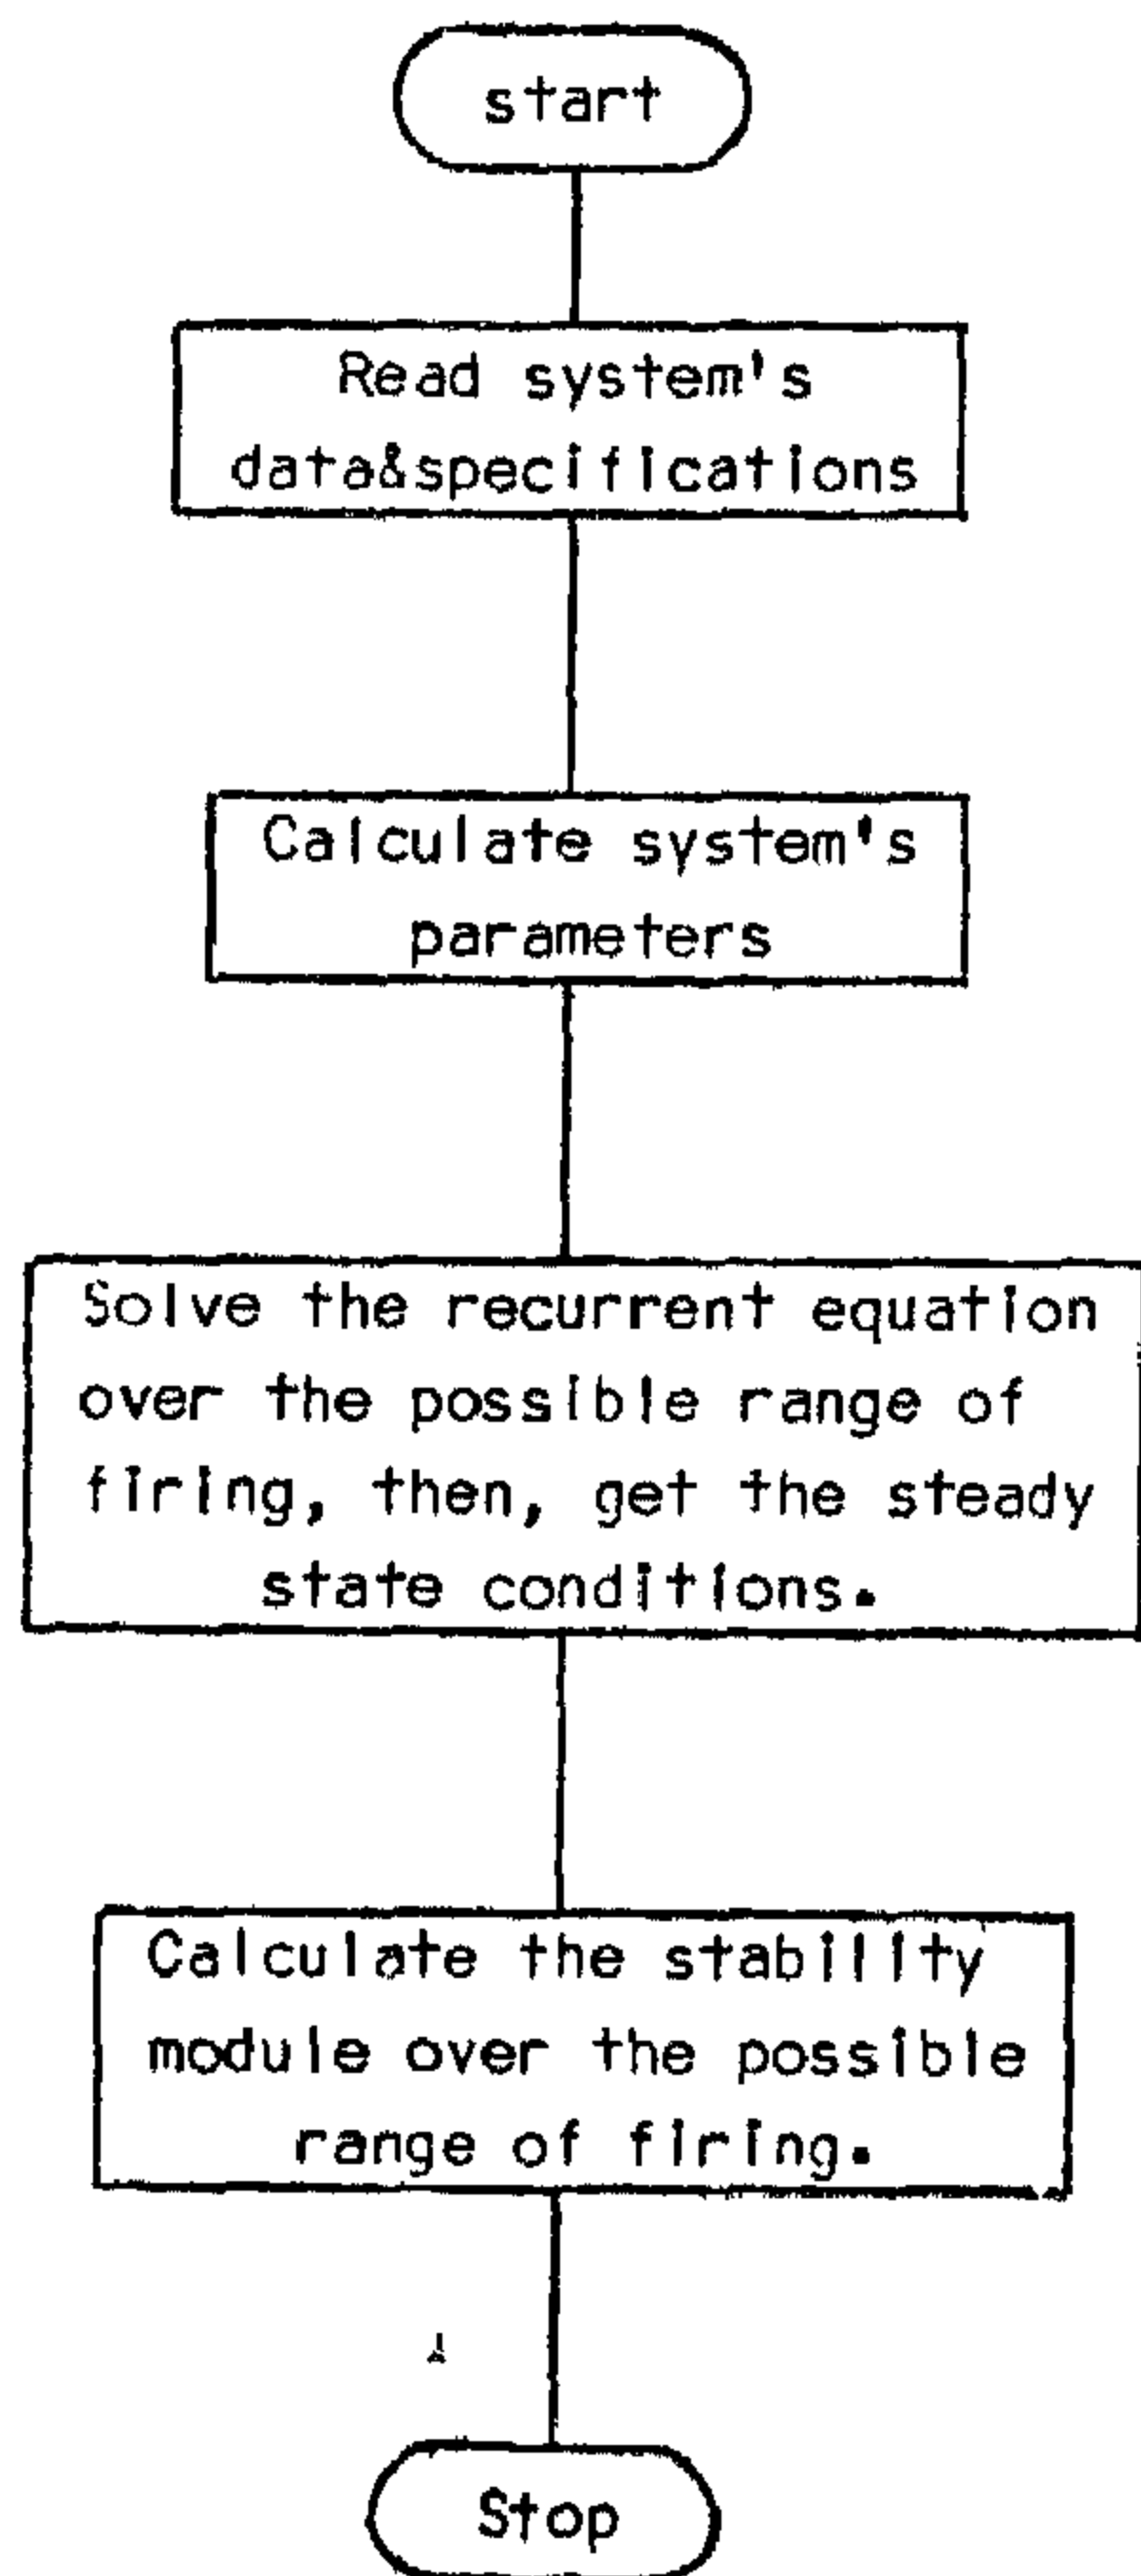 start
Read system's
data&specifications
Calculate system's
parameters
Solve the recurrent equation
over the possible range of
firing, then, get the steady
state conditions.
Calculate the stability
module over the possible
range of firing.
Stop